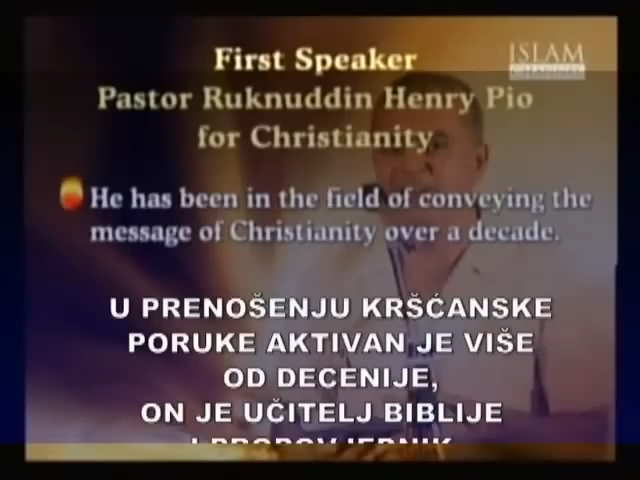 First Speaker
ISLAM
Pastor Ruknuddin Henry Pio
for Christianity
He has been in the field of conveying the
message of Christianity over a decade.
U PRENOŠENJU KRŠĆANSKE
PORUKE AKTIVAN JE VIŠE
OD DECENIJE,
ON JE UČITELJ BIBLIJE